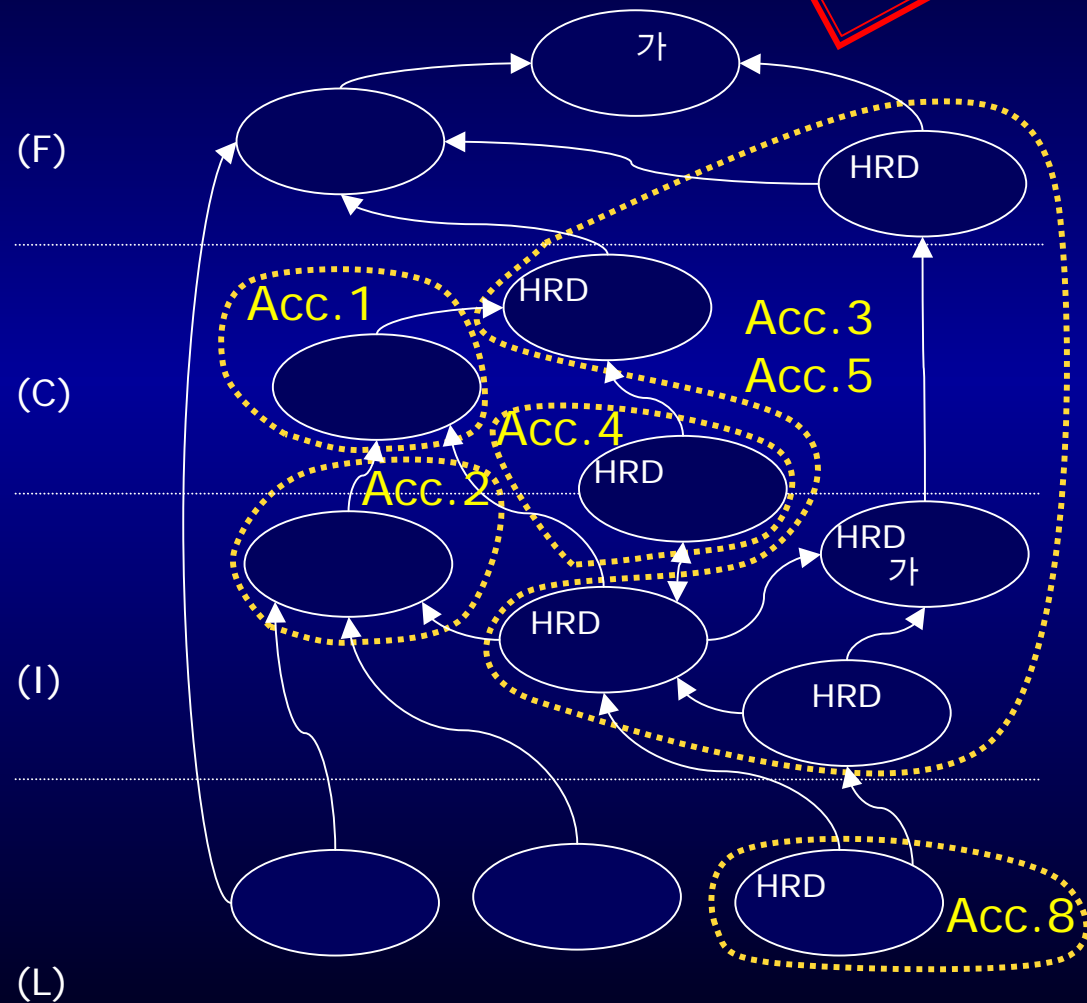 가
(F)
HRD
HRD
Acc.1
Acc.3
Acc.5
(C)
Acc.4
HRD
Acc.2
HRD
가
HRD
(I)
HRD
HRD
Acc.8
(L)